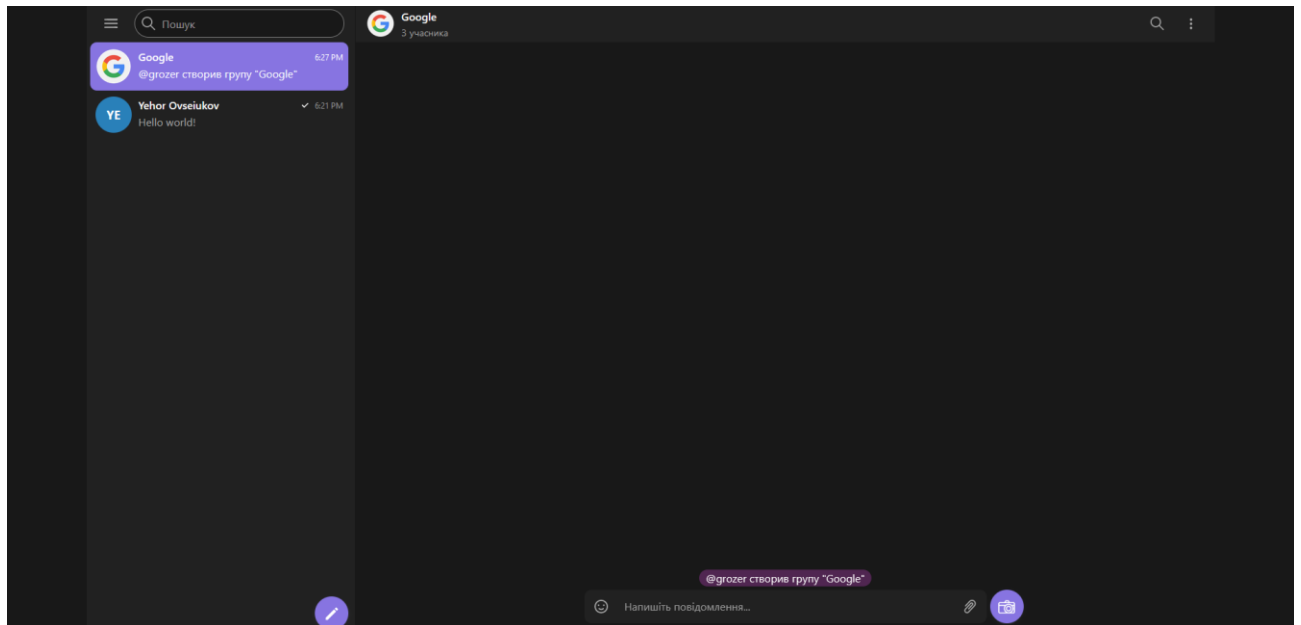 Пошук
Google
6:27 PM
@grozer створив групу "Google"
YE
Yehor Ovseiukov
6:21 PM
Hello world!
Google
3 учасника
@grozer створив групу "Google"
Напишіть повідомлення...